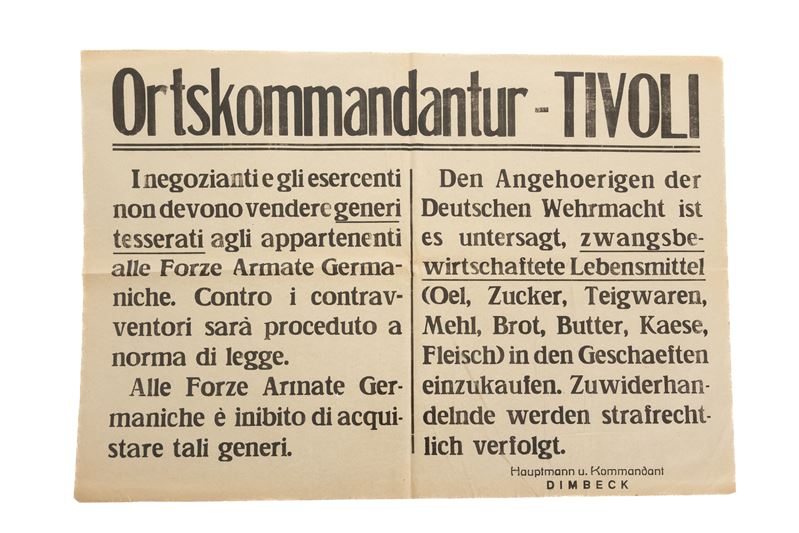 Ortskommandantur - TIVOLI
I negozianti e gli esercenti
non devono vendere generi
tesserati agli appartenenti
alle Forze Armate Germa-
niche. Contro i contrav-
ventori sarà proceduto a
norma di legge.
Alle Forze Armate Ger-
maniche è inibito di acqui-
stare tali generi.
Den Angehoerigen der
Deutschen Wehrmacht ist
es untersagt, zwangsbe-
wirtschaftete Lebensmittel
(Oel, Zucker, Teigwaren,
Mehl, Brot, Butter, Kaese,
Fleisch) in den Geschaeften
einzukaufen. Zuwiderhan-
delnde werden strafrecht-
lich verfolgt.
Hauptmann u. Kommandant
DIMBECK